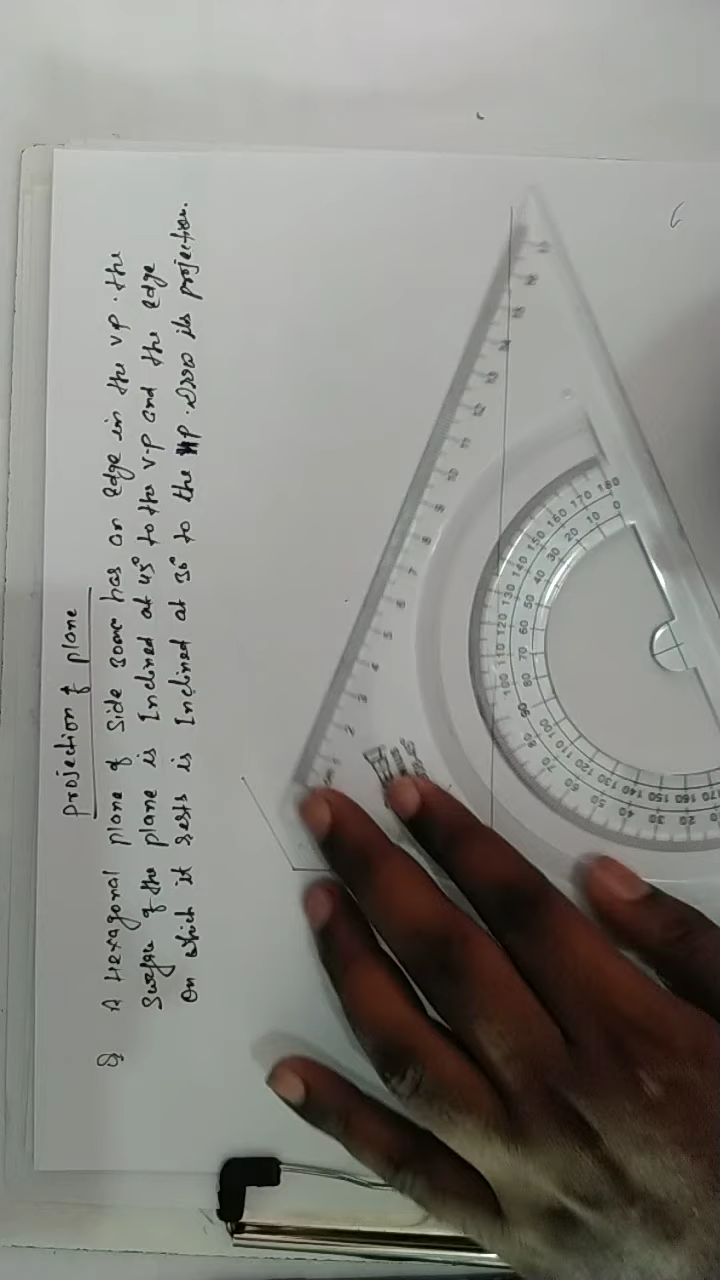 projection of plane
Q A Hexagonal plane of side 30mm has an edge in the VP. the
Surface of the plane is Inclined at 45° to the V.P and the edge
on which it rests is Inclined at 30° to the HP. Draw its projection.